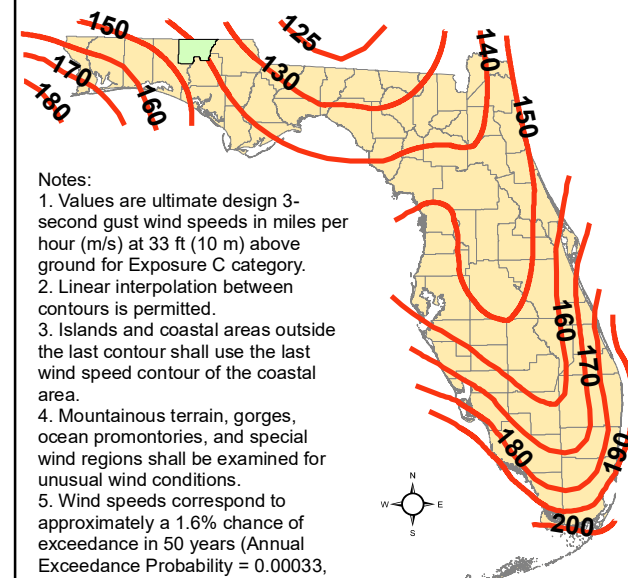 150
125
140
170
130
180
160
150
Notes:
1. Values are ultimate design 3-
second gust wind speeds in miles per
hour (m/s) at 33 ft (10 m) above
ground for Exposure C category.
2. Linear interpolation between
contours is permitted.
3. Islands and coastal areas outside
the last contour shall use the last
wind speed contour of the coastal
area.
4. Mountainous terrain, gorges,
ocean promontories, and special
wind regions shall be examined for
unusual wind conditions.
5. Wind speeds correspond to
approximately a 1.6% chance of
exceedance in 50 years (Annual
Exceedance Probability = 0.00033,
160
170
180
190
200
N
W E
S